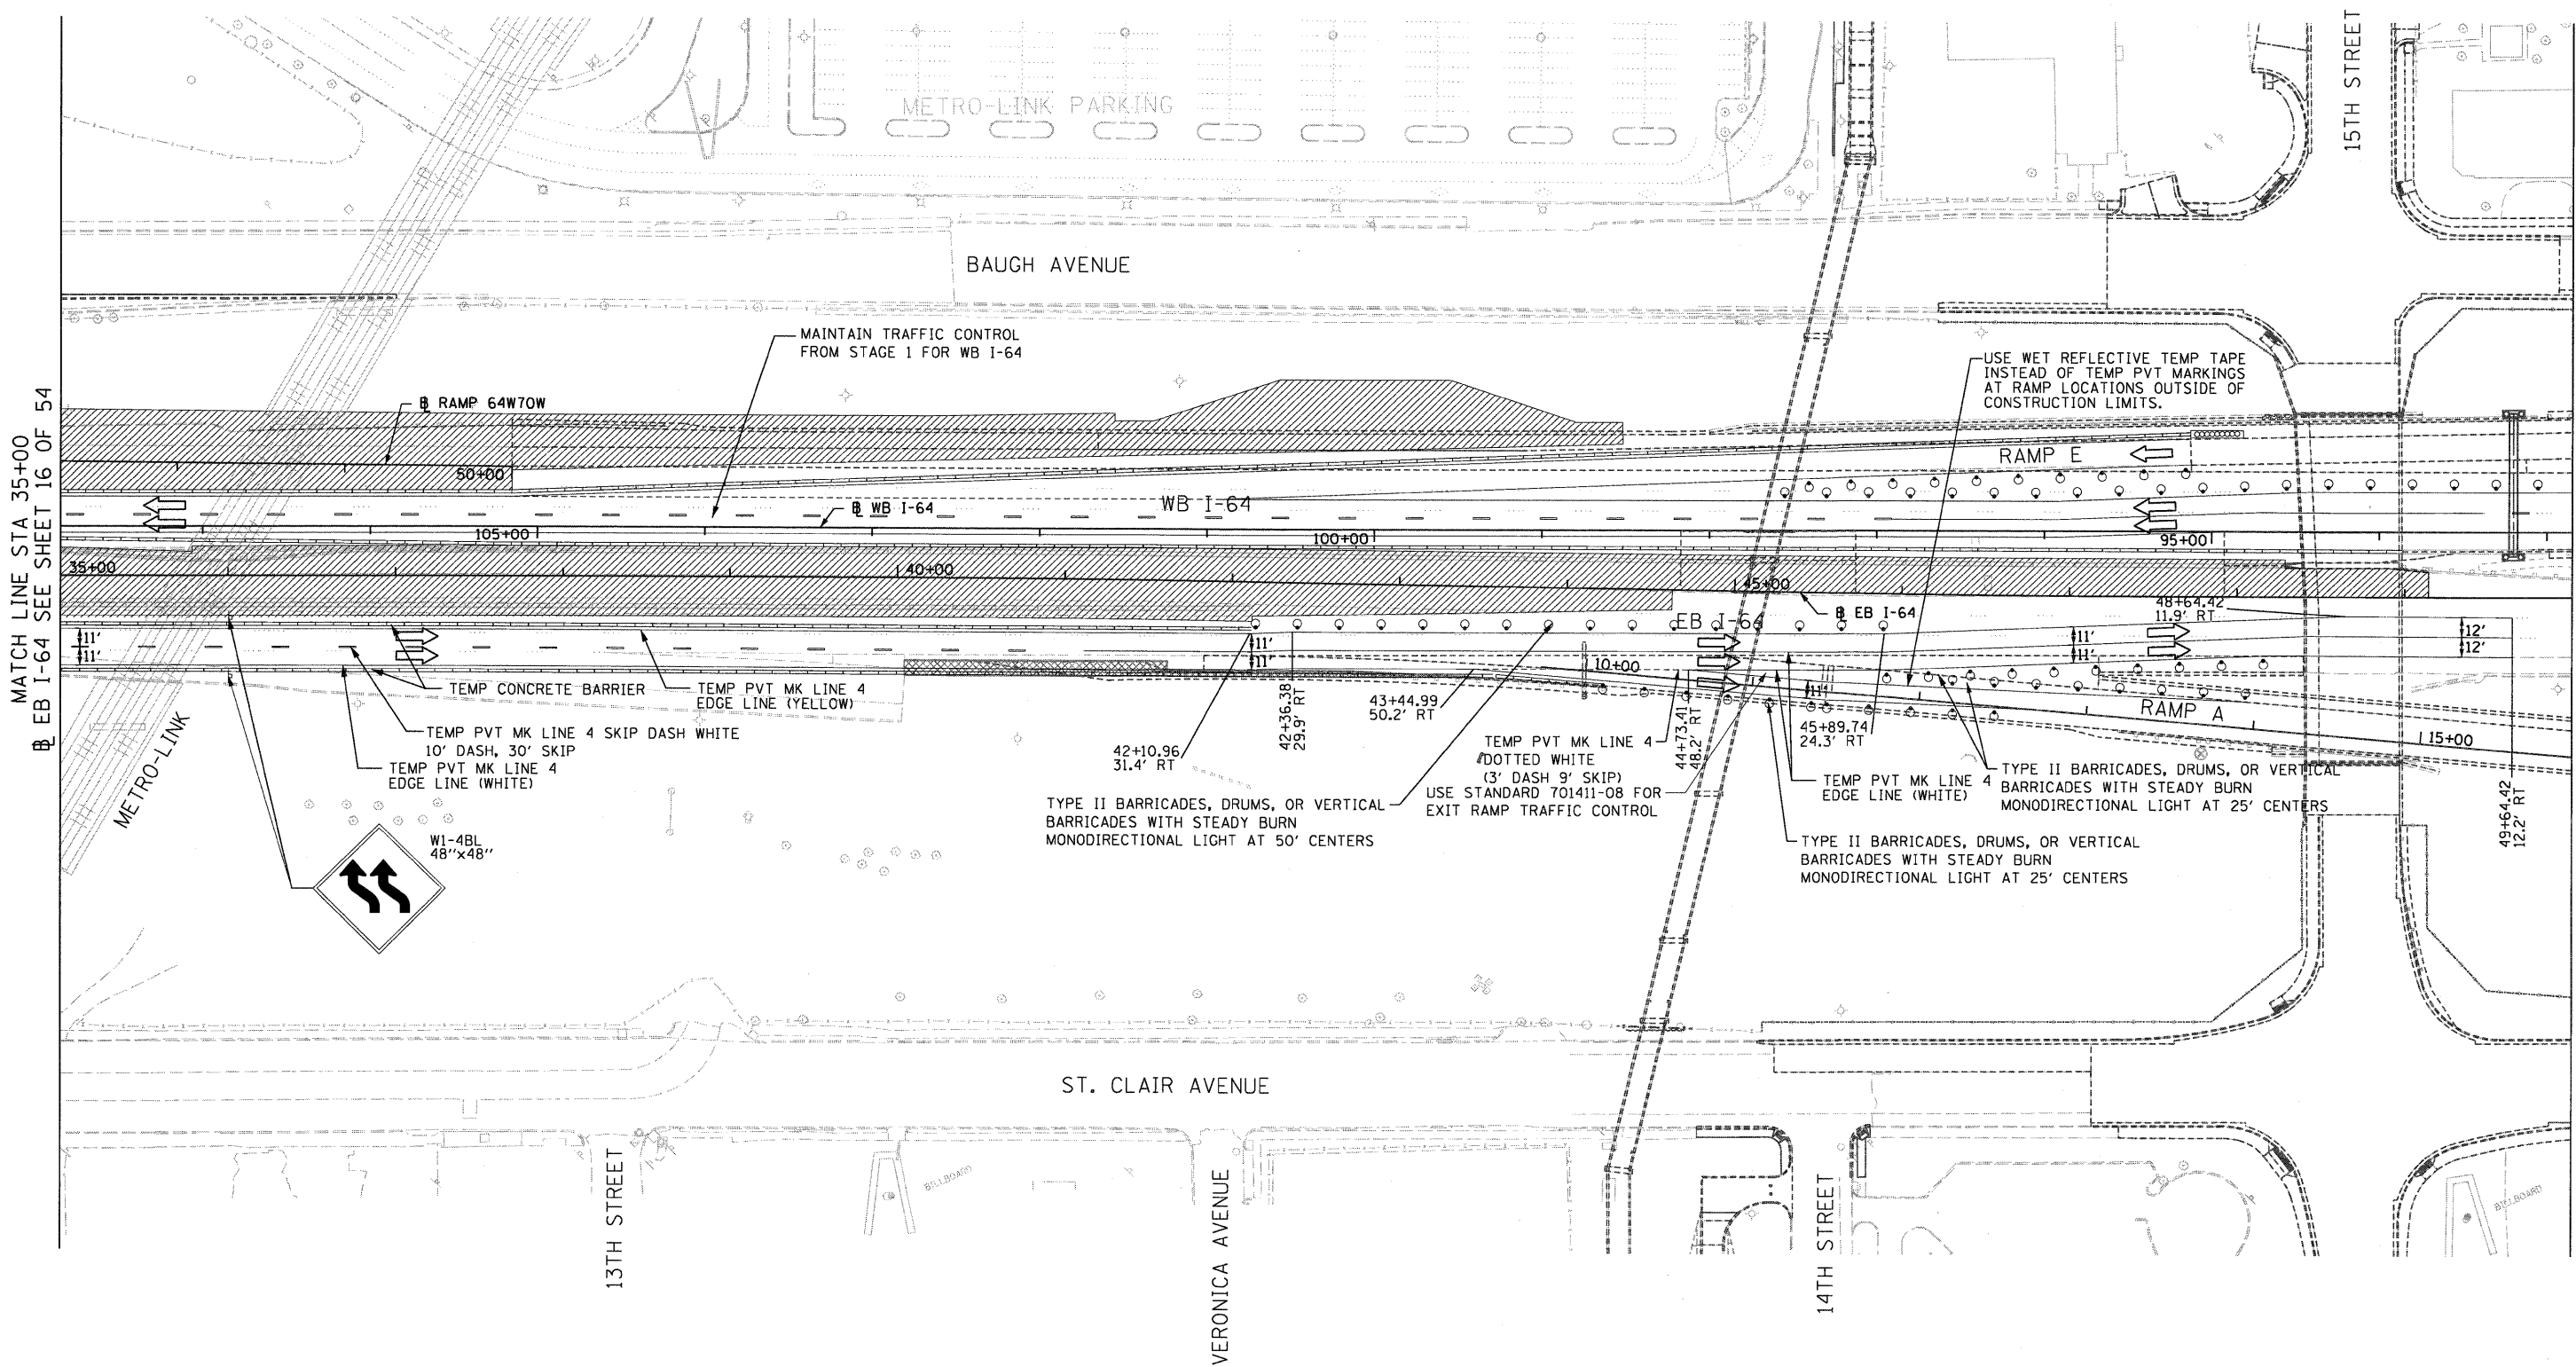 15TH STREET
METRO-LINK PARKING
BAUGH AVENUE
MAINTAIN TRAFFIC CONTROL
FROM STAGE 1 FOR WB I-64
USE WET REFLECTIVE TEMP TAPE
INSTEAD OF TEMP PVT MARKINGS
AT RAMP LOCATIONS OUTSIDE OF
CONSTRUCTION LIMITS.
MATCH LINE STA 35+00
℄ EB I-64 SEE SHEET 16 OF 54
℄ RAMP 64W70W
50+00
RAMP E
℄ WB I-64
WB I-64
105+00
100+00
95+00
35+00
40+00
45+00
℄ EB I-64
EB I-64
48+64.42
11.9' RT
11'
11'
11'
11'
11'
11'
12'
12'
10+00
11'
RAMP A
15+00
TEMP CONCRETE BARRIER
TEMP PVT MK LINE 4
EDGE LINE (YELLOW)
TEMP PVT MK LINE 4 SKIP DASH WHITE
10' DASH, 30' SKIP
TEMP PVT MK LINE 4
EDGE LINE (WHITE)
42+10.96
31.4' RT
42+36.38
29.9' RT
43+44.99
50.2' RT
44+73.41
48.2' RT
45+89.74
24.3' RT
TEMP PVT MK LINE 4
DOTTED WHITE
(3' DASH 9' SKIP)
USE STANDARD 701411-08 FOR
EXIT RAMP TRAFFIC CONTROL
TEMP PVT MK LINE 4
EDGE LINE (WHITE)
TYPE II BARRICADES, DRUMS, OR VERTICAL
BARRICADES WITH STEADY BURN
MONODIRECTIONAL LIGHT AT 25' CENTERS
TYPE II BARRICADES, DRUMS, OR VERTICAL
BARRICADES WITH STEADY BURN
MONODIRECTIONAL LIGHT AT 50' CENTERS
TYPE II BARRICADES, DRUMS, OR VERTICAL
BARRICADES WITH STEADY BURN
MONODIRECTIONAL LIGHT AT 25' CENTERS
49+64.42
12.2' RT
METRO-LINK
W1-4BL
48''x48''
ST. CLAIR AVENUE
13TH STREET
BILLBOARD
VERONICA AVENUE
14TH STREET
BILLBOARD